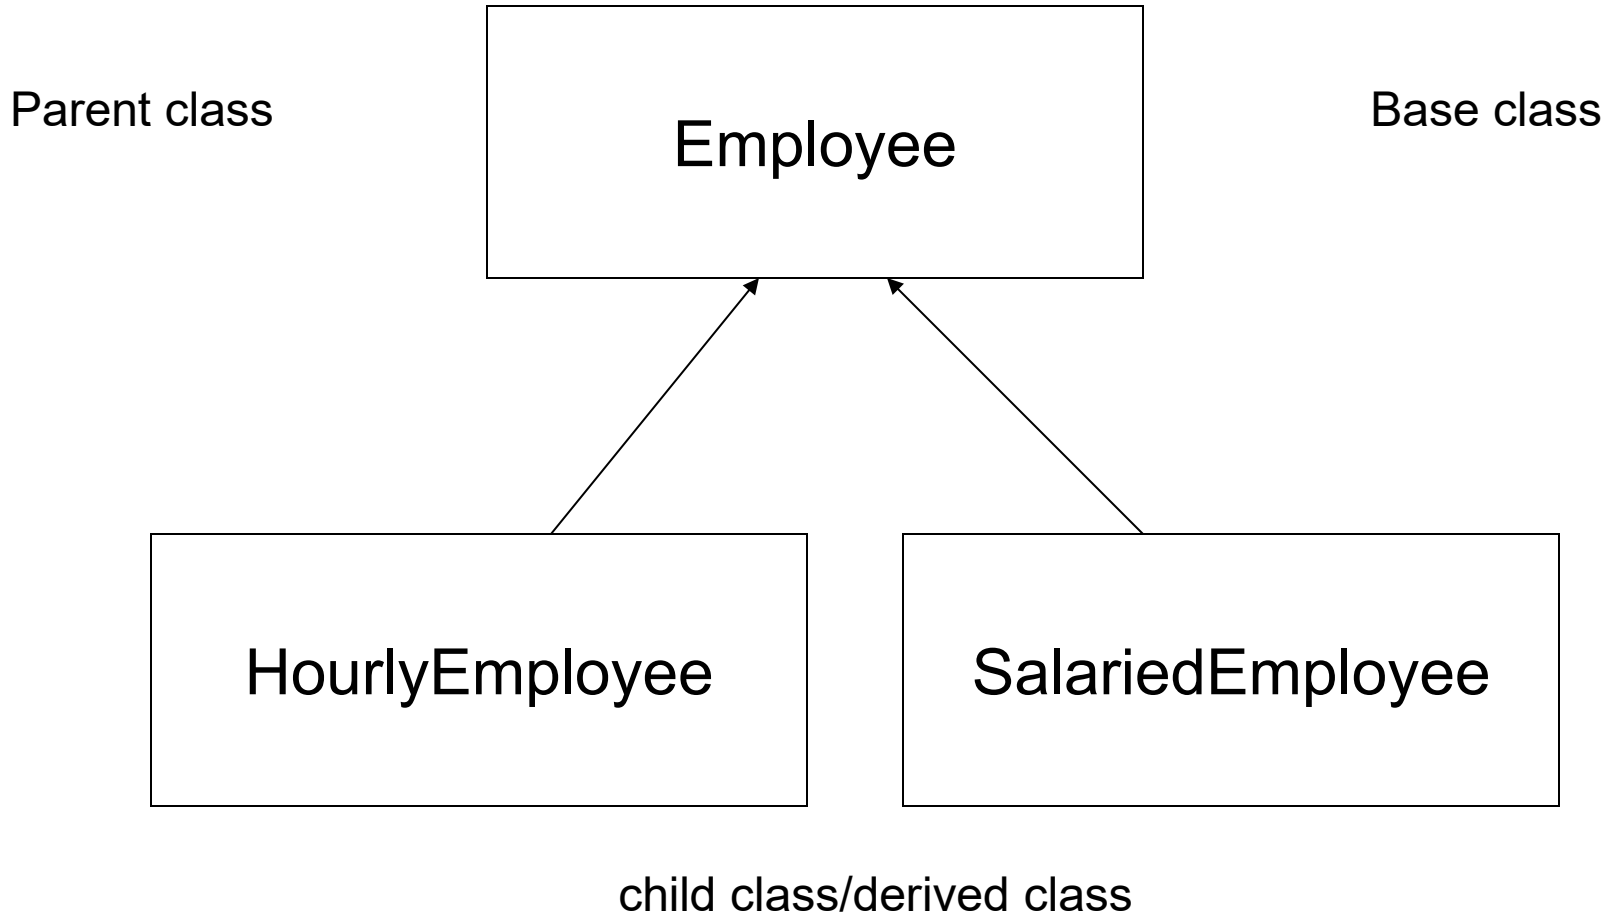 Parent class
Employee
Base class
HourlyEmployee
SalariedEmployee
child class/derived class